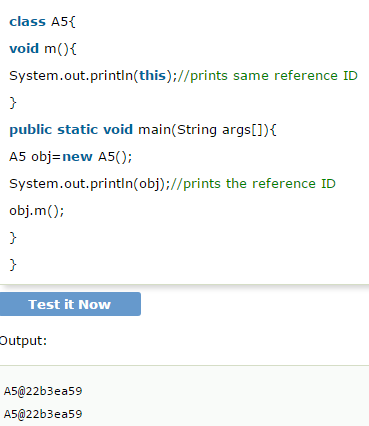 class A5{
void m(){
System.out.println(this);//prints same reference ID
}
public static void main(String args[]){
A5 obj=new A5();
System.out.println(obj);//prints the reference ID
obj.m();
}
}
Test it Now
Output:
A5@22b3ea59
A5@22b3ea59